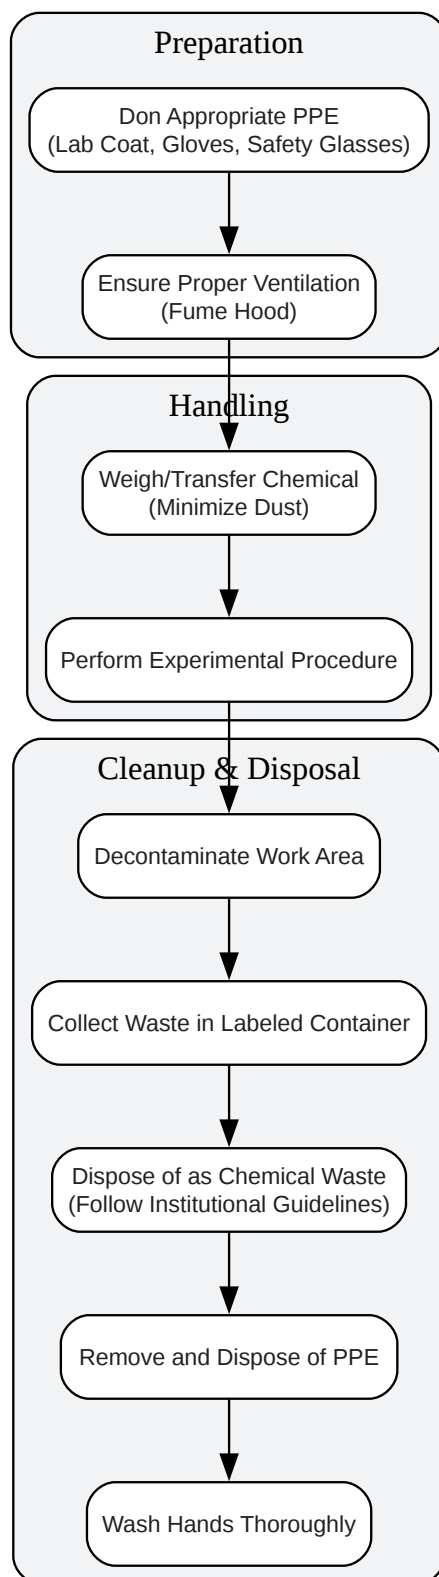 Preparation
Don Appropriate PPE
(Lab Coat, Gloves, Safety Glasses)
Ensure Proper Ventilation
(Fume Hood)
Handling
Weigh/Transfer Chemical
(Minimize Dust)
Perform Experimental Procedure
Cleanup & Disposal
Decontaminate Work Area
Collect Waste in Labeled Container
Dispose of as Chemical Waste
(Follow Institutional Guidelines)
Remove and Dispose of PPE
Wash Hands Thoroughly